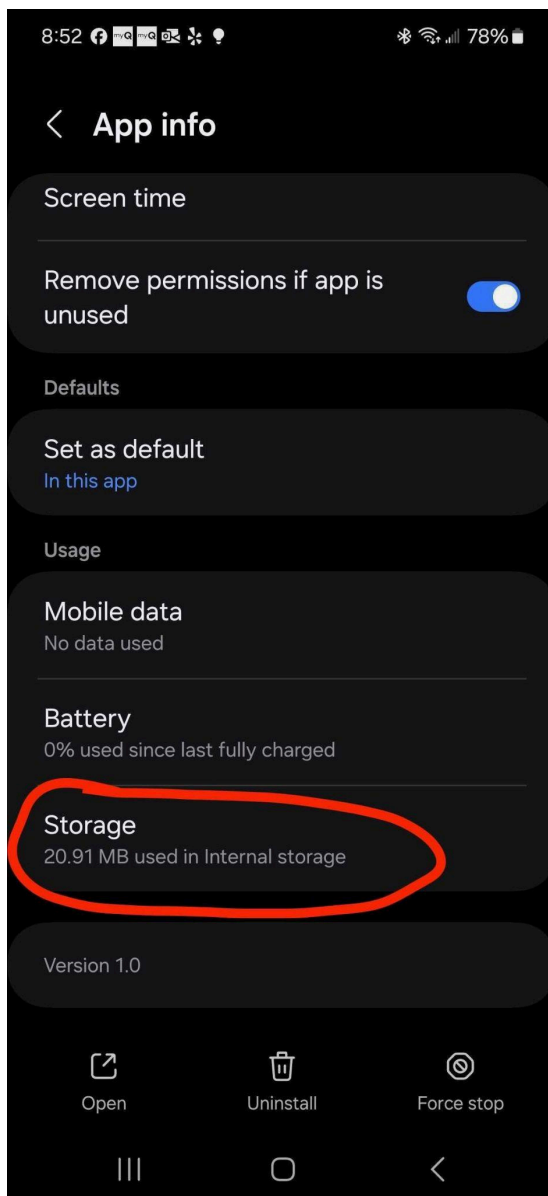 8:52 myQ myQ 78%
App info
Screen time
Remove permissions if app is
unused
Defaults
Set as default
In this app
Usage
Mobile data
No data used
Battery
0% used since last fully charged
Storage
20.91 MB used in Internal storage
Version 1.0
Open Uninstall Force stop